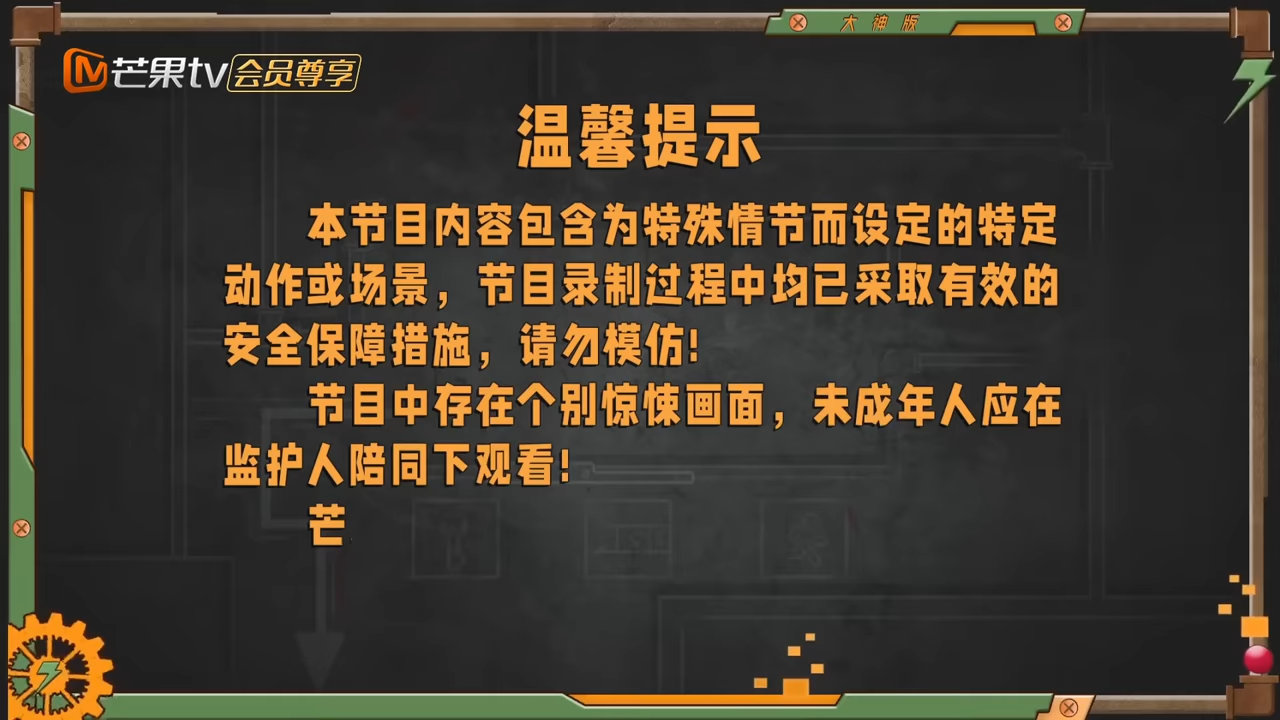 大神版
芒果tv会员尊享
温馨提示
本节目内容包含为特殊情节而设定的特定
动作或场景，节目录制过程中均已采取有效的
安全保障措施，请勿模仿!
节目中存在个别惊悚画面，未成年人应在
监护人陪同下观看!
芒